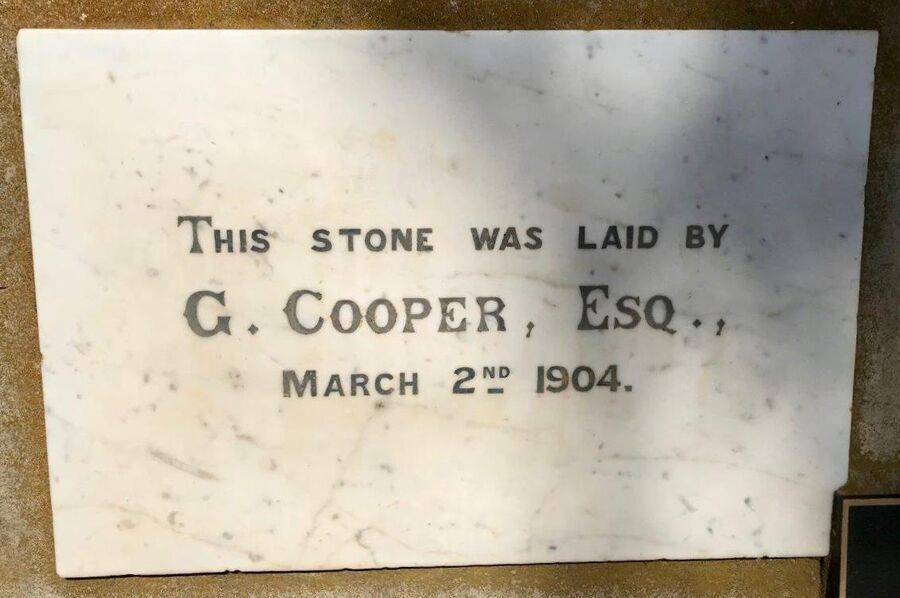 THIS STONE WAS LAID BY
G. COOPER, ESQ.,
MARCH 2ND 1904.